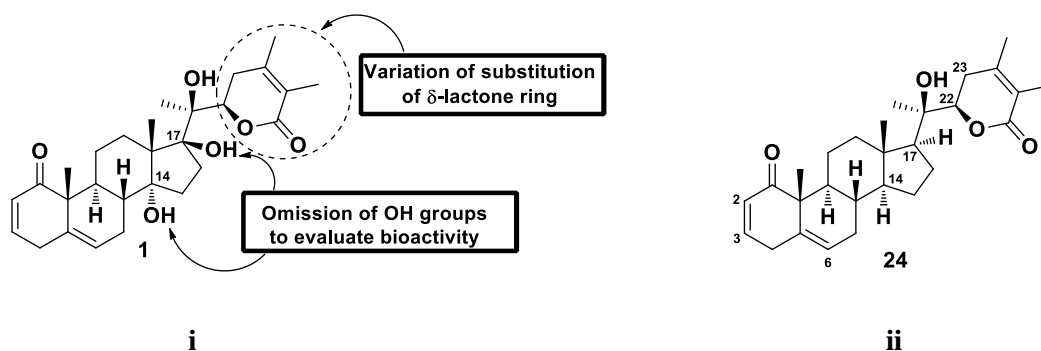 OH
Variation of substitution
of δ-lactone ring
O
O
O
17
OH
H
14
H
OH
Omission of OH groups
to evaluate bioactivity
1
i
23
OH
22
O
O
O
17
H
H
14
2
H
H
3
6
24
ii